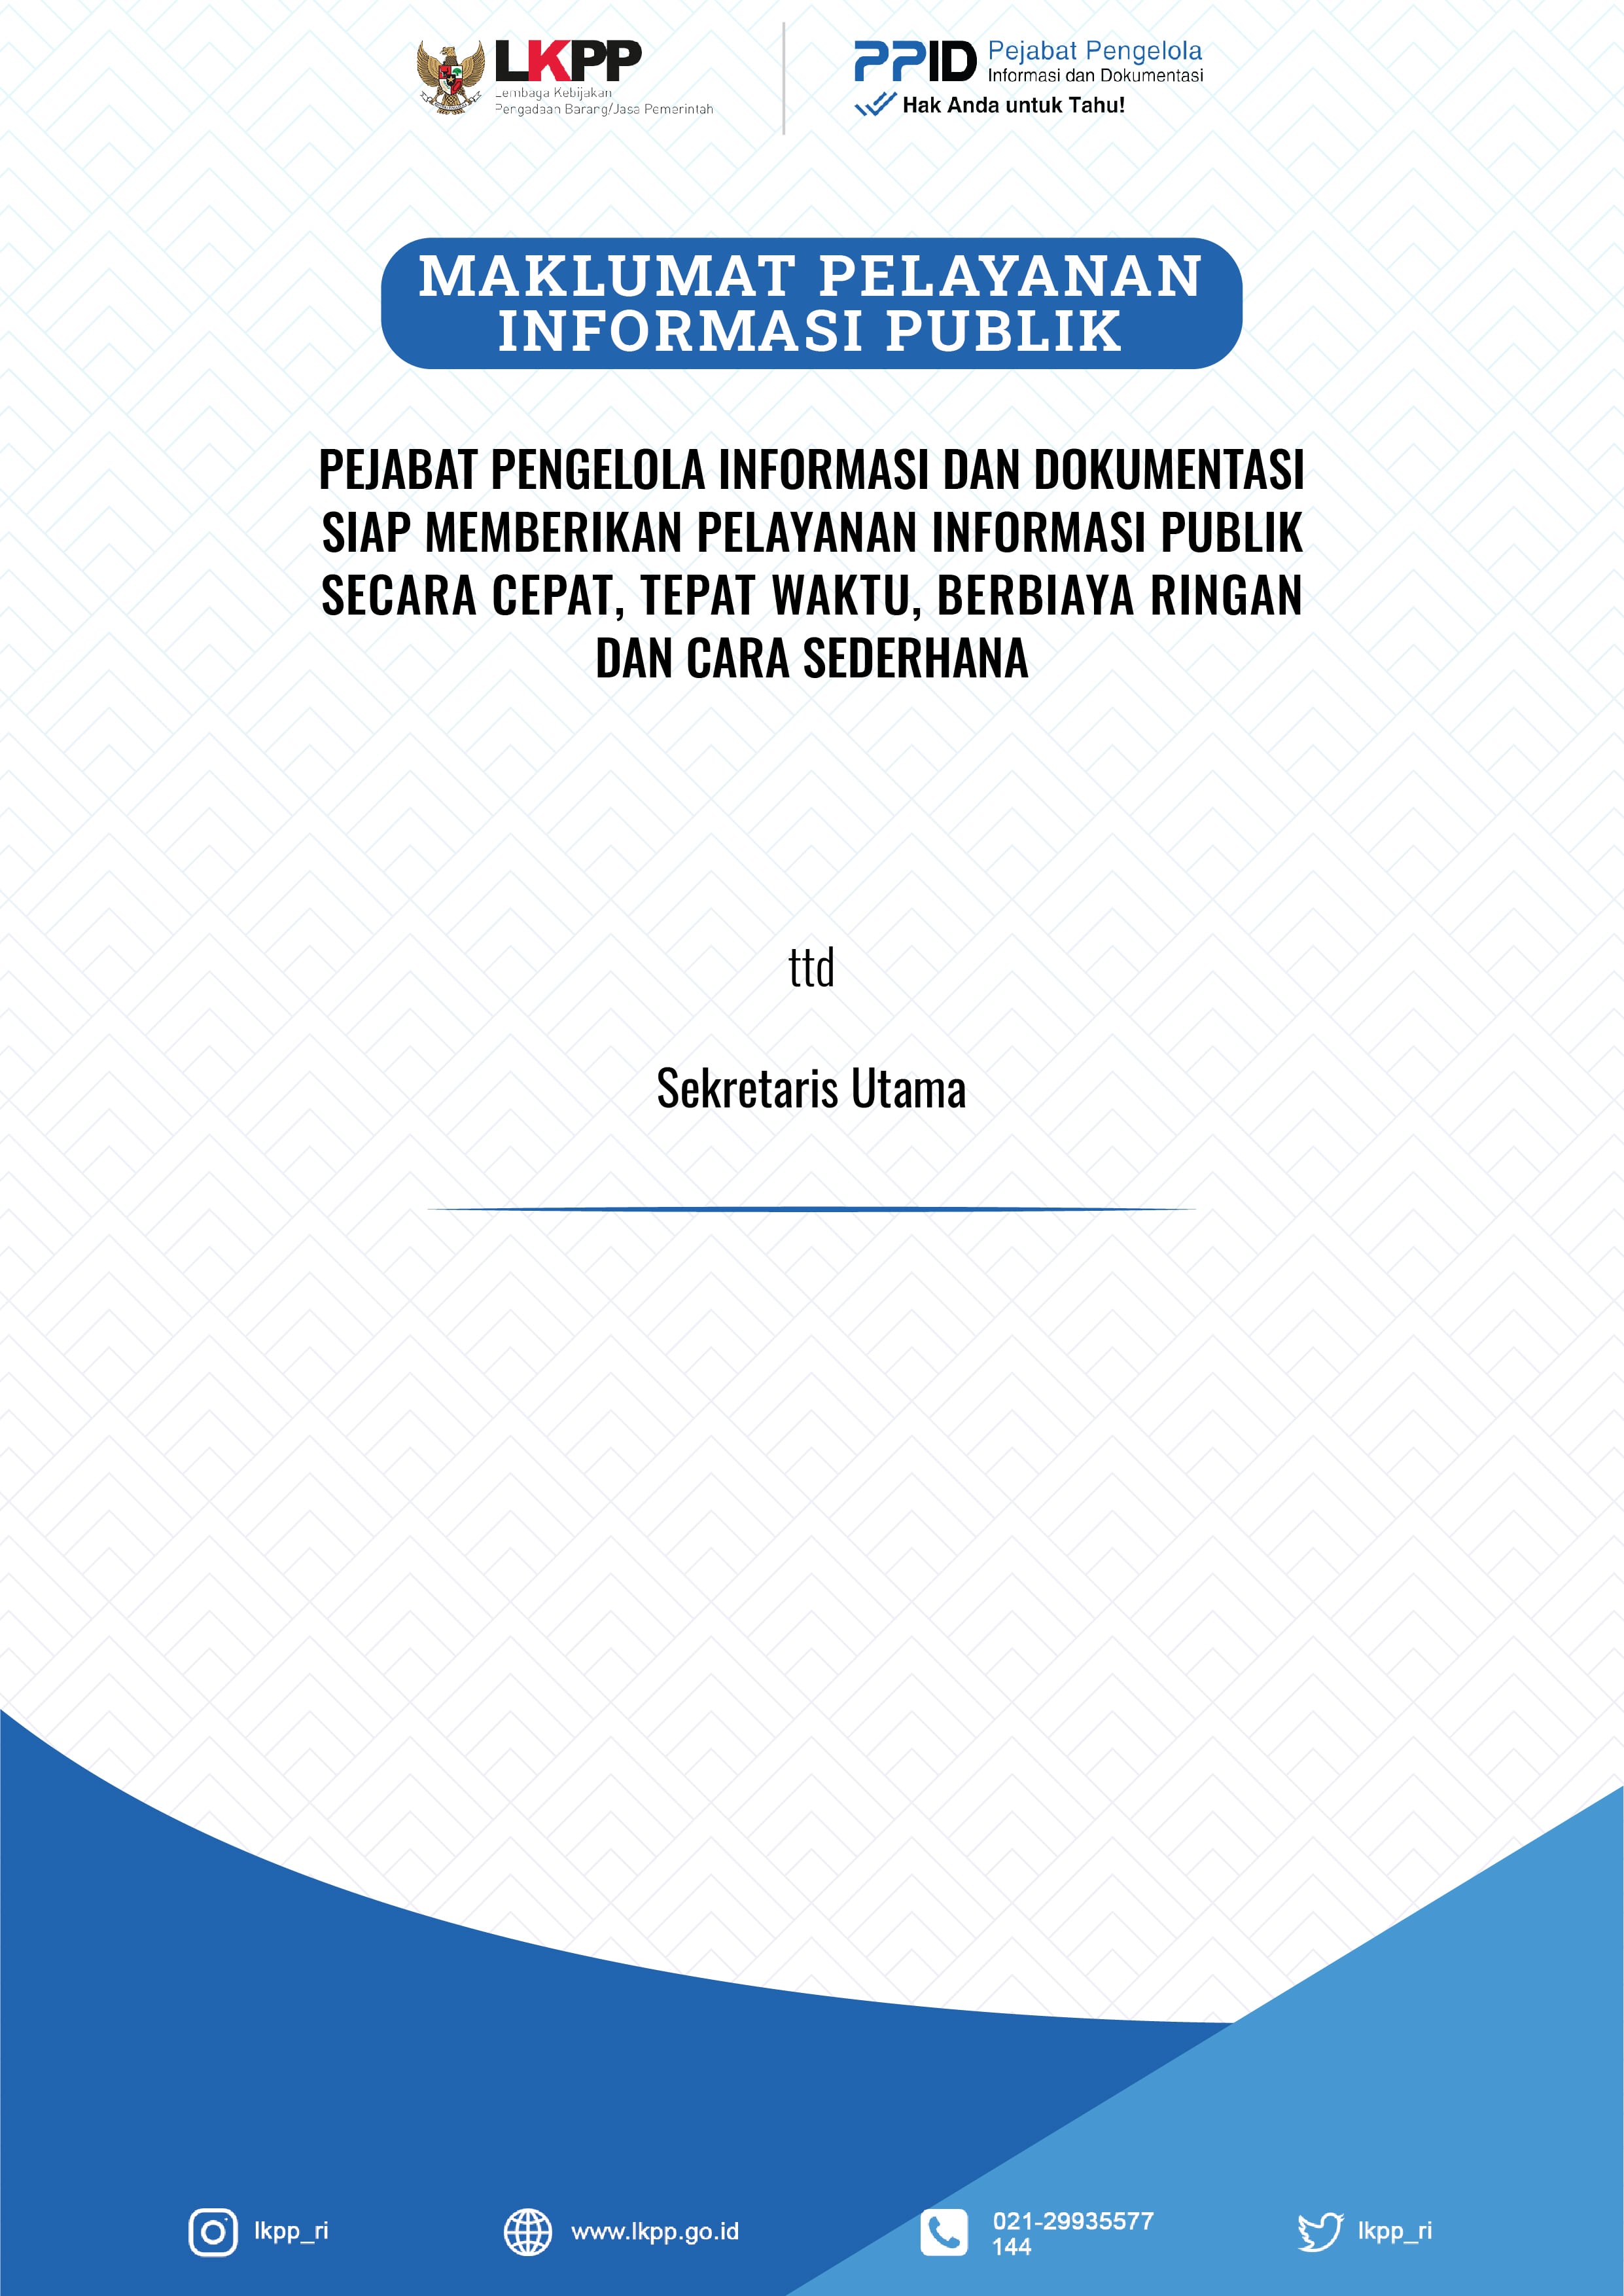 LKPP
Lembaga Kebijakan
Pengadaan Barang/Jasa Pemerintah
PPID Pejabat Pengelola
Informasi dan Dokumentasi
Hak Anda untuk Tahu!
MAKLUMAT PELAYANAN
INFORMASI PUBLIK
PEJABAT PENGELOLA INFORMASI DAN DOKUMENTASI
SIAP MEMBERIKAN PELAYANAN INFORMASI PUBLIK
SECARA CEPAT, TEPAT WAKTU, BERBIAYA RINGAN
DAN CARA SEDERHANA
ttd
Sekretaris Utama
lkpp_ri
www.lkpp.go.id
021-29935577
144
lkpp_ri